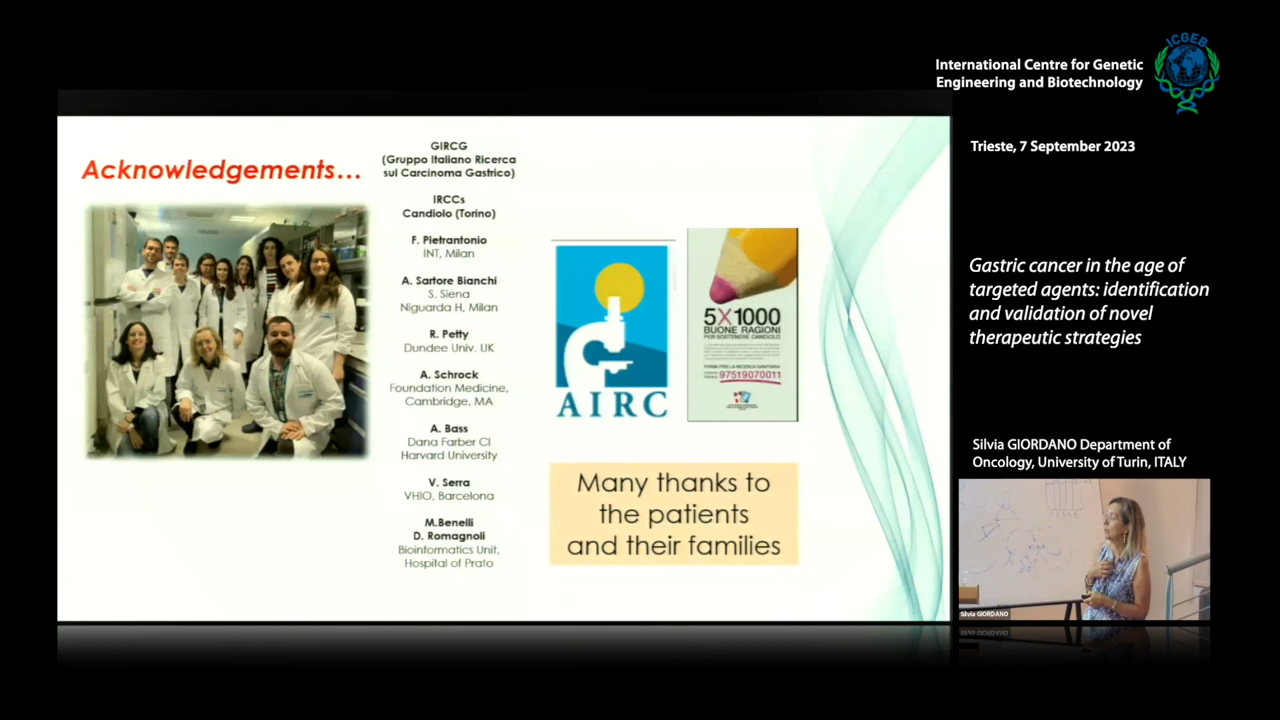 ICGEB
International Centre for Genetic
Engineering and Biotechnology
Trieste, 7 September 2023
Gastric cancer in the age of
targeted agents: identification
and validation of novel
therapeutic strategies
Silvia GIORDANO Department of
Oncology, University of Turin, ITALY
Silvia GIORDANO
Acknowledgements...
GIRCG
(Gruppo Italiano Ricerca
sul Carcinoma Gastrico)
IRCCs
Candiolo (Torino)
F. Pietrantonio
INT, Milan
A. Sartore Bianchi
S. Siena
Niguarda H, Milan
R. Petty
Dundee Univ. UK
A. Schrock
Foundation Medicine,
Cambridge, MA
A. Bass
Dana Farber CI
Harvard University
V. Serra
VHIO, Barcelona
M.Benelli
D. Romagnoli
Bioinformatics Unit,
Hospital of Prato
AIRC
5X1000
BUONE RAGIONI
PER SOSTENERE CANDIOLO
FIRMA PER LA RICERCA SANITARIA
97519070011
Many thanks to
the patients
and their families